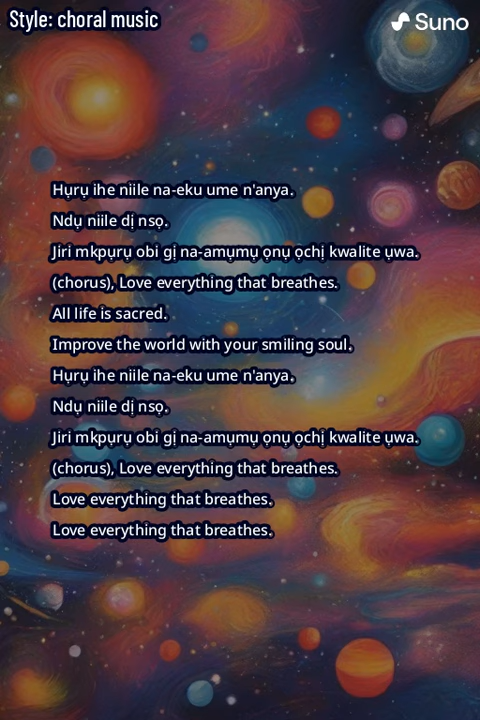 Style: choral music
Suno
Hụrụ ihe niile na-eku ume n'anya.
Ndụ niile dị nsọ.
Jiri mkpụrụ obi gị na-amụmụ ọnụ ọchị kwalite ụwa.
(chorus), Love everything that breathes.
All life is sacred.
Improve the world with your smiling soul.
Hụrụ ihe niile na-eku ume n'anya.
Ndụ niile dị nsọ.
Jiri mkpụrụ obi gị na-amụmụ ọnụ ọchị kwalite ụwa.
(chorus), Love everything that breathes.
Love everything that breathes.
Love everything that breathes.